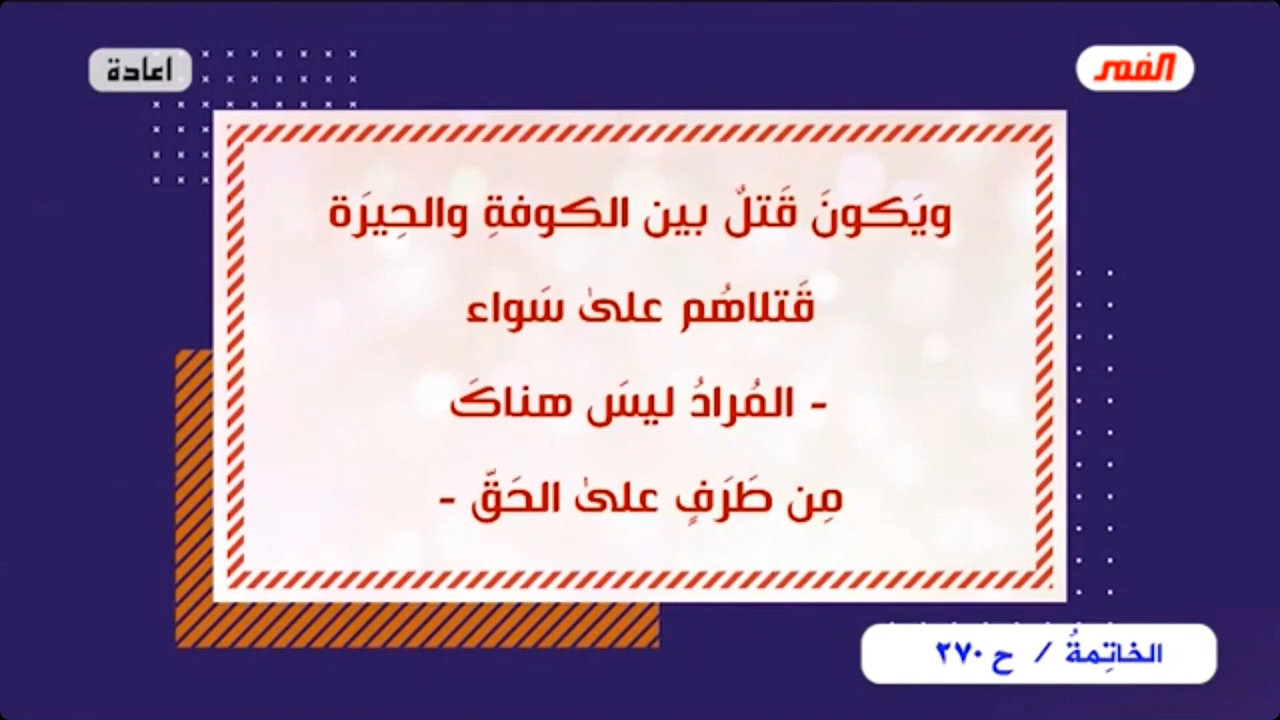 القمر
اعادة
ويَكونَ قَتلٌ بين الكوفةِ والحِيرَة
قَتلاهُم علىٰ سَواء
- المُرادُ ليسَ هناكَ
مِن طَرَفٍ علىٰ الحَقّ -
الخاتِمةُ / ح ٢٧٠